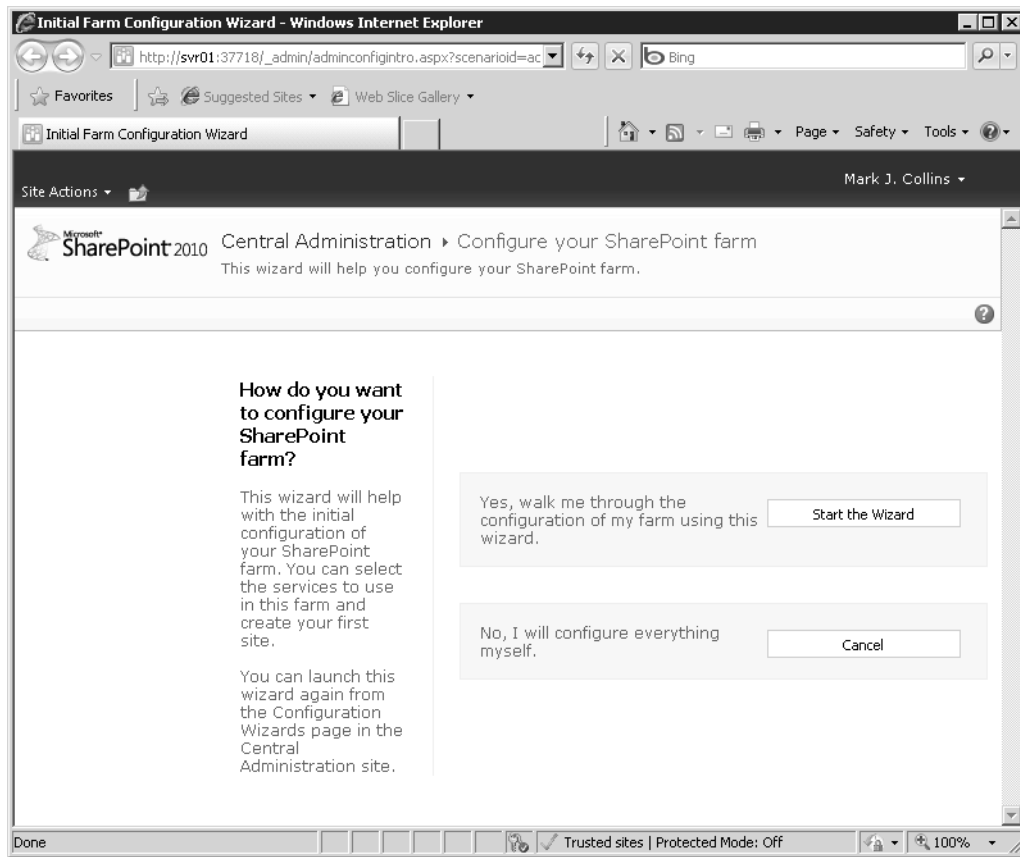 Initial Farm Configuration Wizard - Windows Internet Explorer
http://svr01:37718/_admin/adminconfigintro.aspx?scenarioid=ac
Bing
Favorites
Suggested Sites
Web Slice Gallery
Initial Farm Configuration Wizard
Page
Safety
Tools
Mark J. Collins
Site Actions
Microsoft
SharePoint 2010
Central Administration
Configure your SharePoint farm
This wizard will help you configure your SharePoint farm.
How do you want
to configure your
SharePoint
farm?
This wizard will help
with the initial
configuration of
your SharePoint
farm. You can select
the services to use
in this farm and
create your first
site.
You can launch this
wizard again from
the Configuration
Wizards page in the
Central
Administration site.
Yes, walk me through the
configuration of my farm using this
wizard.
Start the Wizard
No, I will configure everything
myself.
Cancel
Done
Trusted sites | Protected Mode: Off
100%